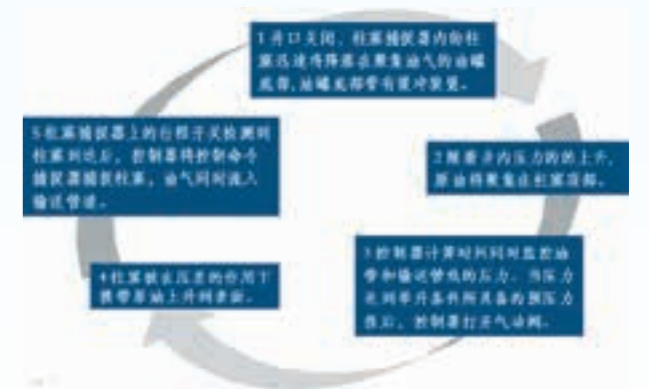 1井口关闭，柱塞捕捉器内的柱
塞迅速将降落在聚集油气的油罐
底部，油罐底部带有缓冲装置。
2随着井内压力的的上升，
原油将聚集在柱塞顶部。
3控制器计算时间同时监控油
管和输送管线的压力，当压力
达到举升条件所具备的预压力
值后，控制器打开气动阀。
4柱塞被在压差的作用下
携带原油上升到表面。
5柱塞捕捉器上的行程开关检测到
柱塞到达后，控制器将控制命令
捕捉器捕捉柱塞，油气同时流入
输送管道。